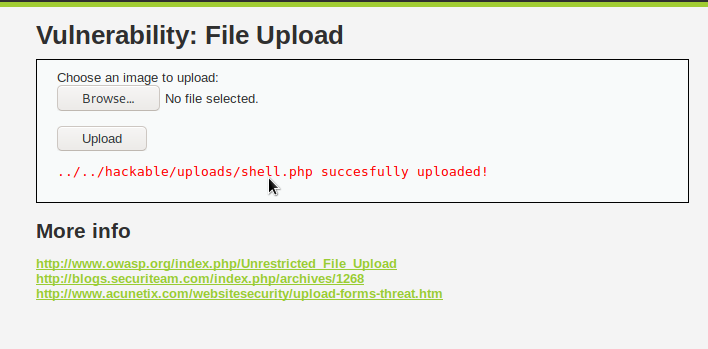 Vulnerability: File Upload
Choose an image to upload:
Browse... No file selected.
Upload
../../hackable/uploads/shell.php succesfully uploaded!
More info
http://www.owasp.org/index.php/Unrestricted_File_Upload
http://blogs.securiteam.com/index.php/archives/1268
http://www.acunetix.com/websitesecurity/upload-forms-threat.htm